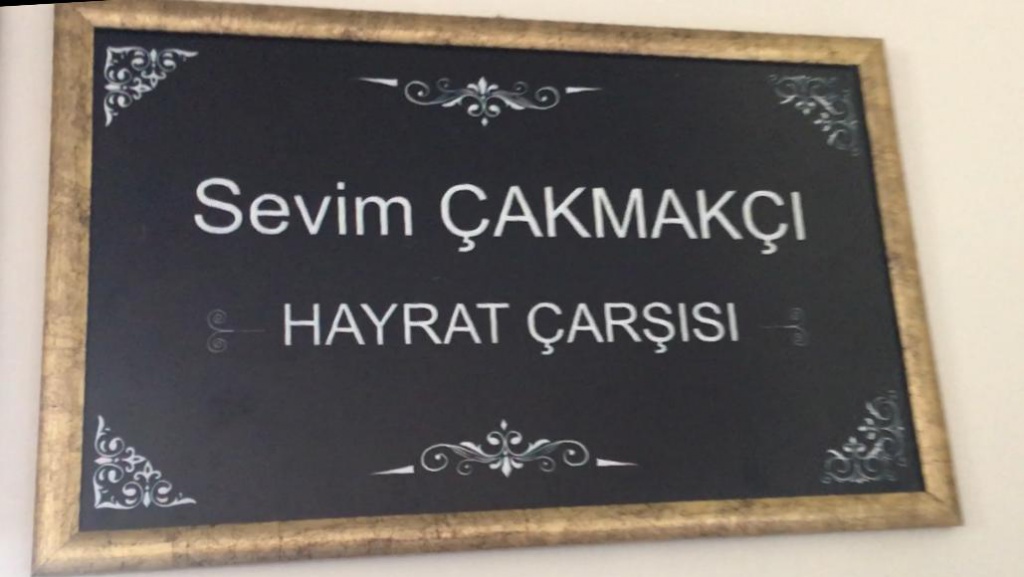 Sevim ÇAKMAKÇI
HAYRAT ÇARŞISI